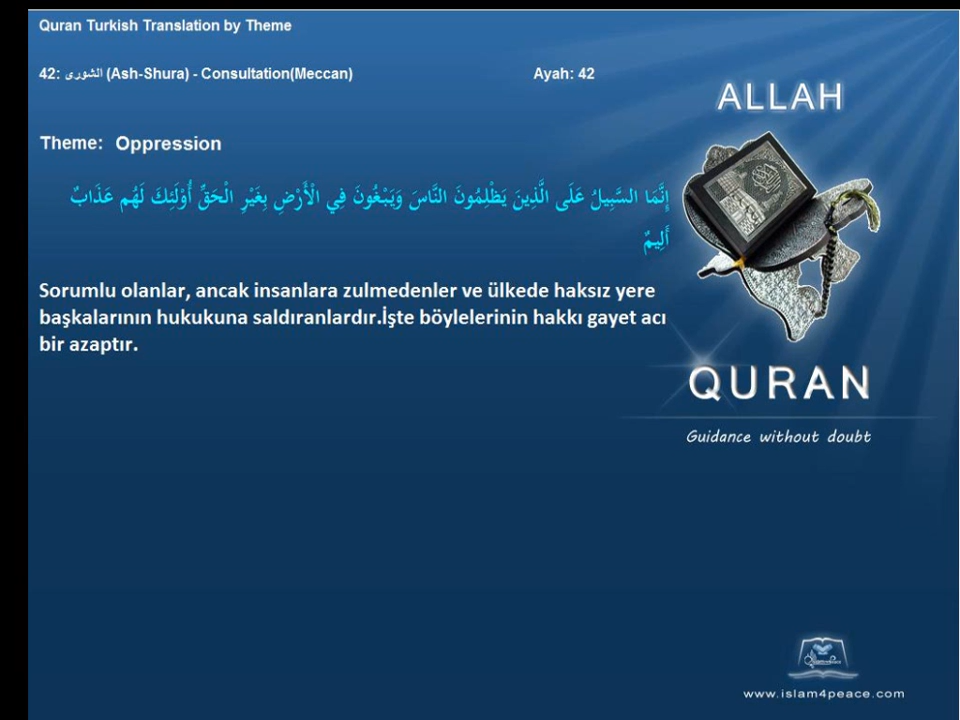 Quran Turkish Translation by Theme
42: الشورى (Ash-Shura) - Consultation(Meccan)
Ayah: 42
Theme: Oppression
إِنَّمَا السَّبِيلُ عَلَى الَّذِينَ يَظْلِمُونَ النَّاسَ وَيَبْغُونَ فِي الْأَرْضِ بِغَيْرِ الْحَقِّ أُوْلَئِكَ لَهُم عَذَابٌ
أَلِيمٌ
Sorumlu olanlar, ancak insanlara zulmedenler ve ülkede haksız yere
başkalarının hukukuna saldıranlardır.İşte böylelerinin hakkı gayet acı
bir azaptır.
ALLAH
QURAN
Guidance without doubt
www.islam4peace.com